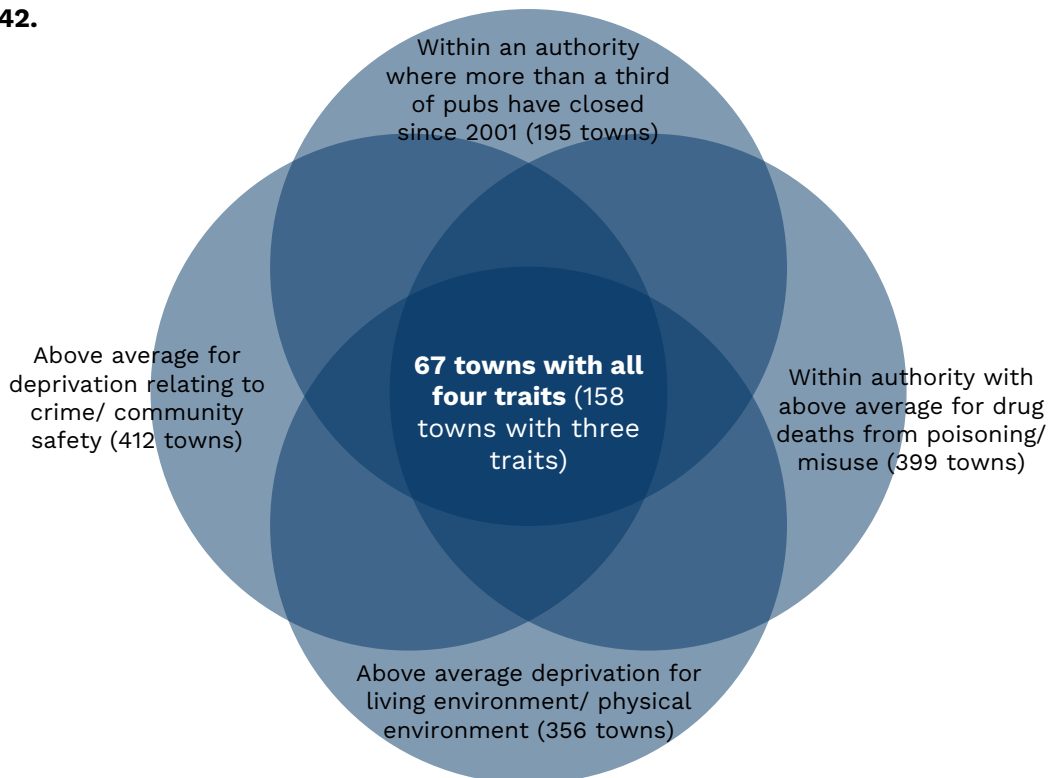 42.
Within an authority
where more than a third
of pubs have closed
since 2001 (195 towns)
Above average for
deprivation relating to
crime/ community
safety (412 towns)
67 towns with all
four traits (158
towns with three
traits)
Within authority with
above average for drug
deaths from poisoning/
misuse (399 towns)
Above average deprivation for
living environment/ physical
environment (356 towns)